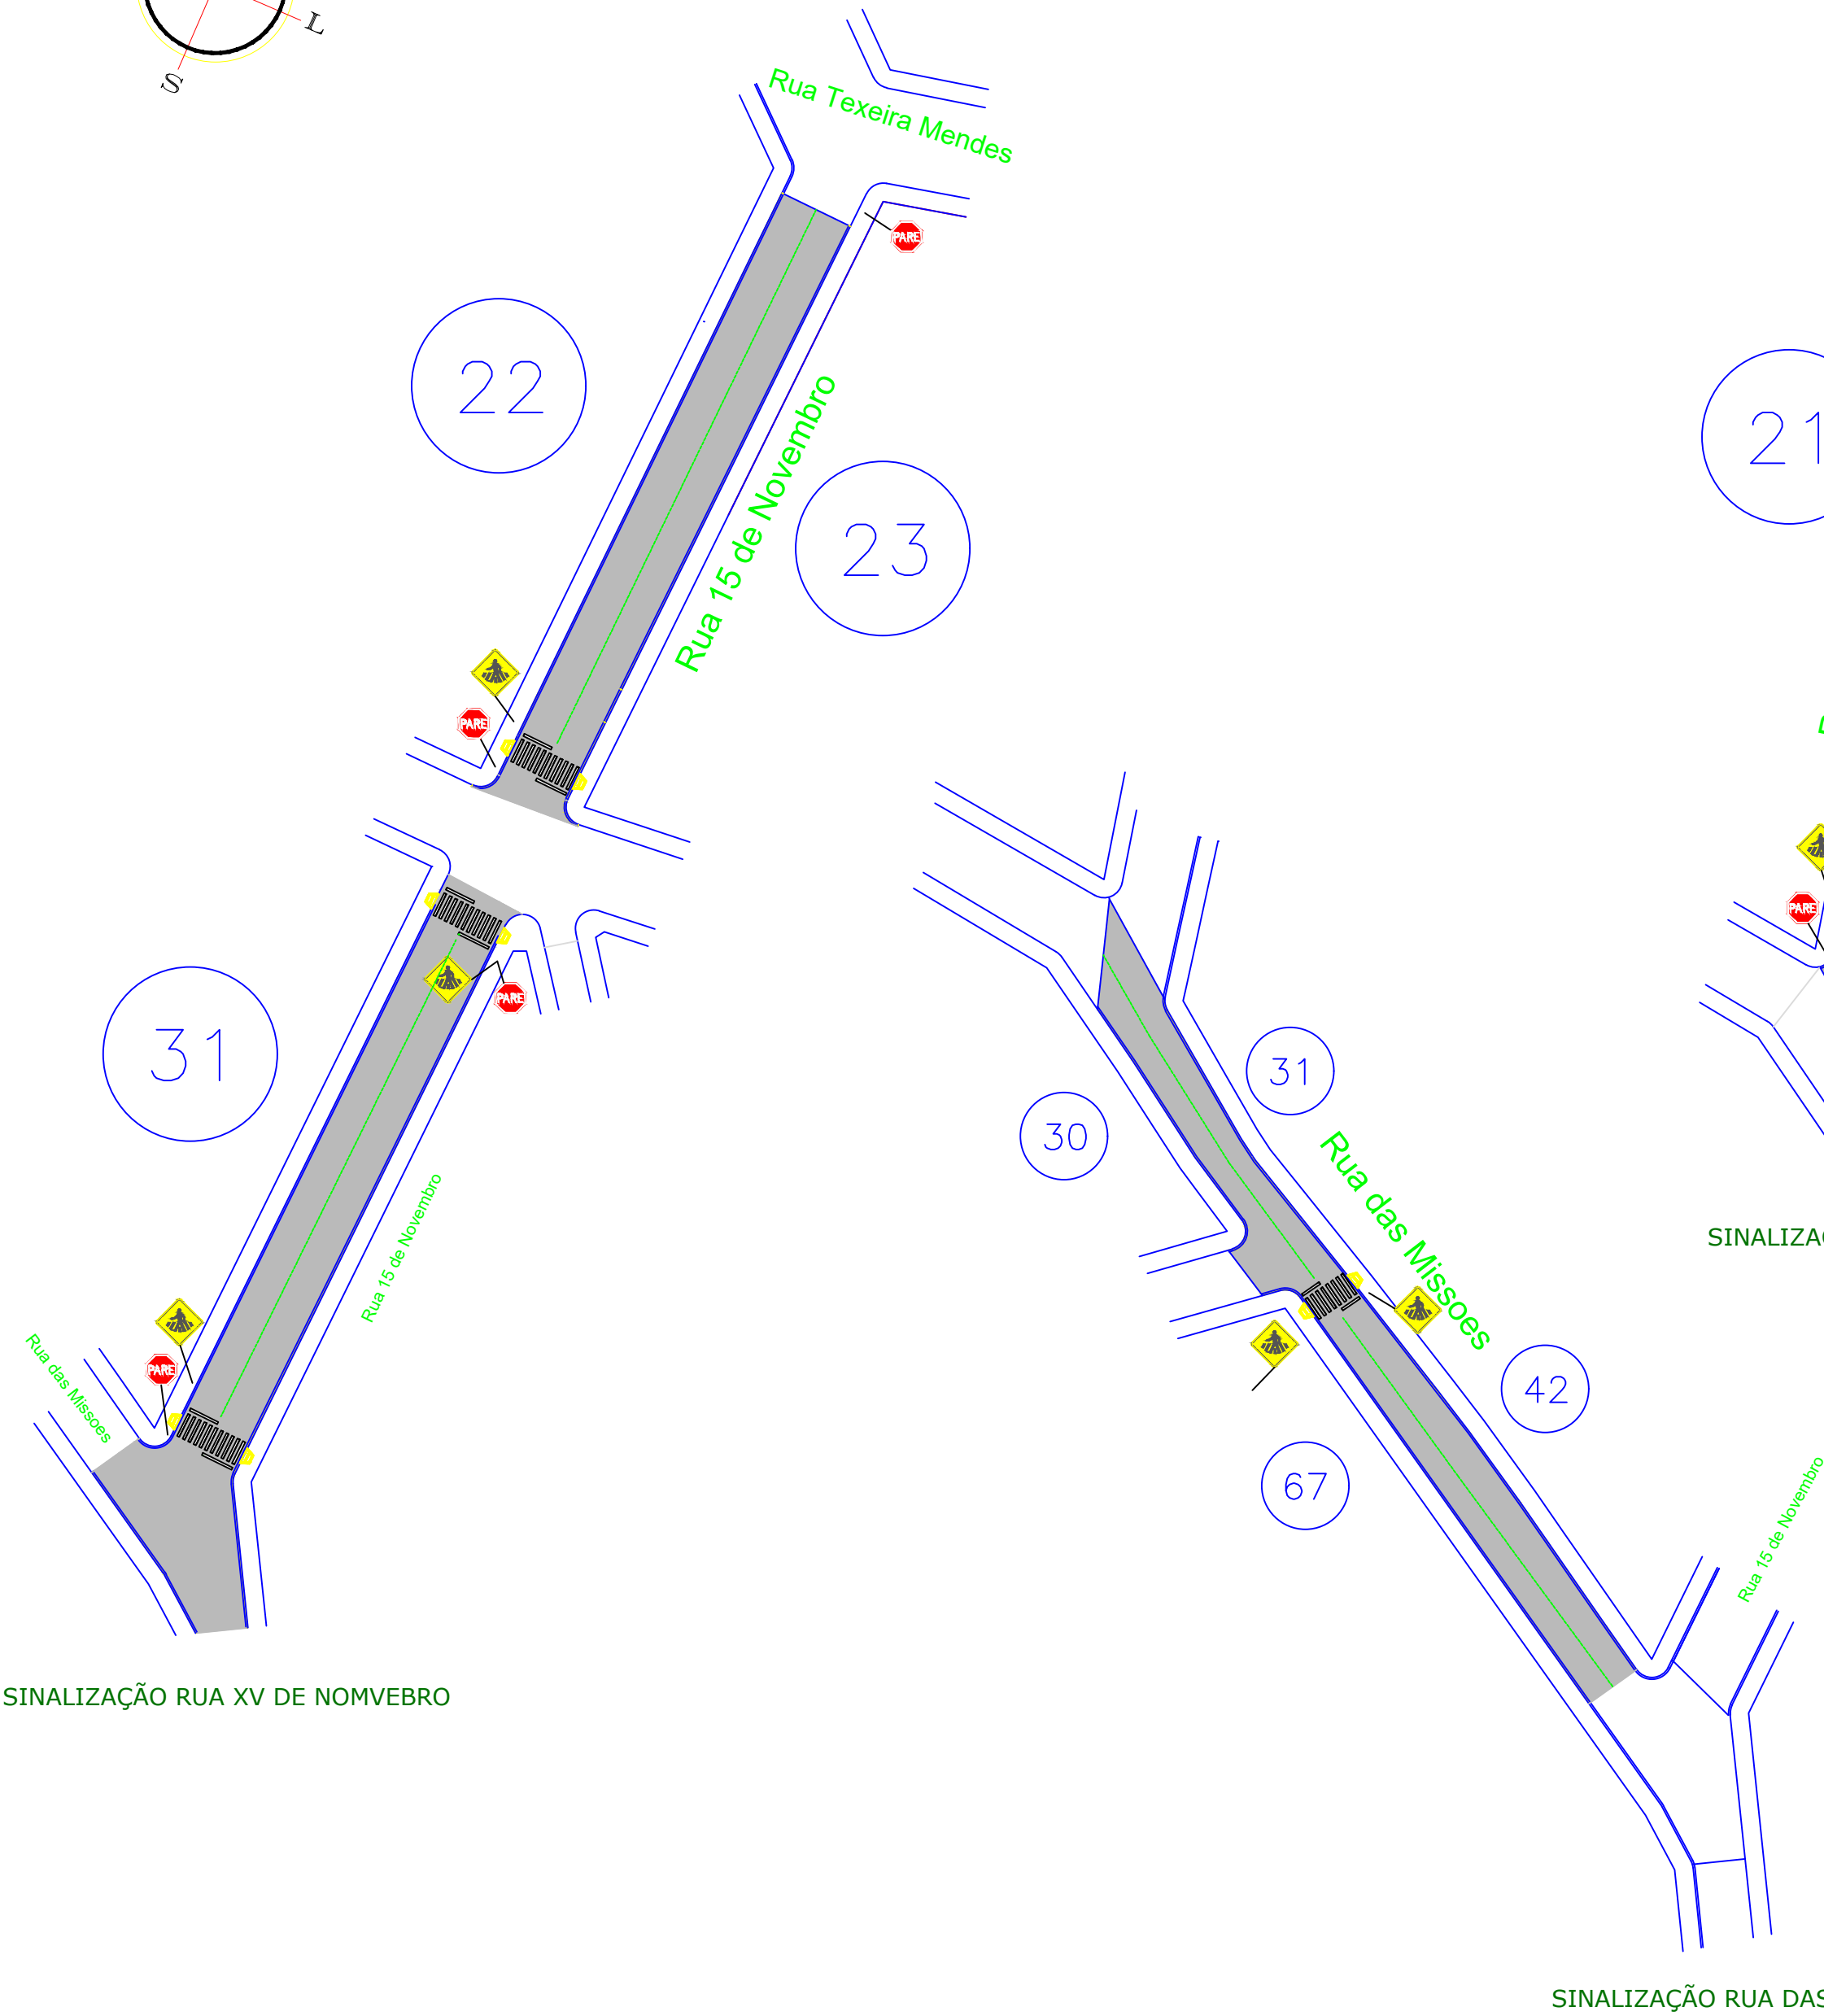 L
S
Rua Texeira Mendes
PARE
22
21
Rua 15 de Novembro
23
PARE
PARE
PARE
31
31
30
Rua das Missoes
Rua 15 de Novembro
SINALIZAÇ
Rua das Missoes
PARE
42
67
Rua 15 de Novembro
SINALIZAÇÃO RUA XV DE NOMVEBRO
SINALIZAÇÃO RUA DAS